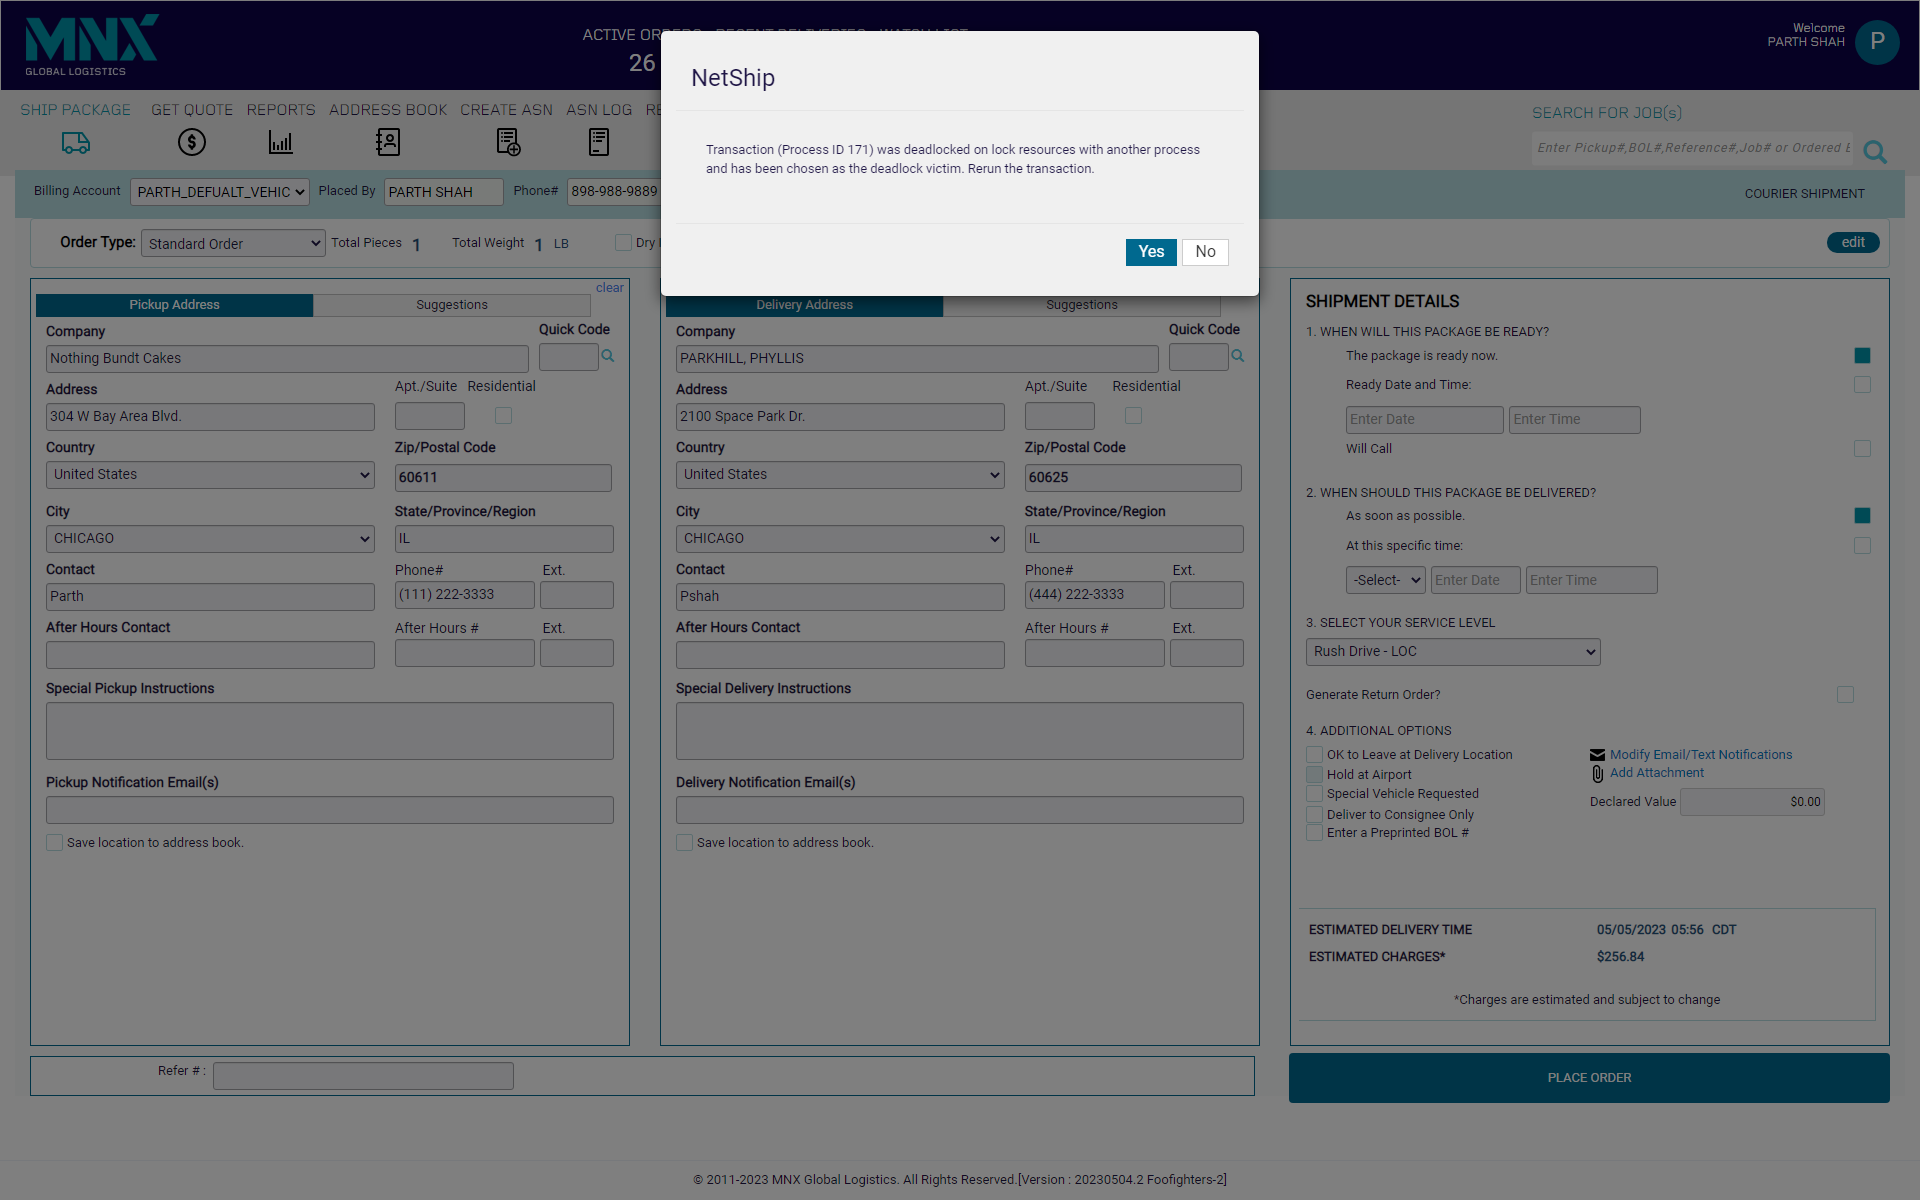 MNX
GLOBAL LOGISTICS
26
Welcome
PARTH SHAH
P
SHIP PACKAGE
GET QUOTE
REPORTS
ADDRESS BOOK
CREATE ASN
ASN LOG
SEARCH FOR JOB(s)
Enter Pickup#,BOL#,Reference#,Job# or Ordered
NetShip
Transaction (Process ID 171) was deadlocked on lock resources with another process
and has been chosen as the deadlock victim. Rerun the transaction.
Yes
No
Billing Account
PARTH_DEFUALT_VEHIC
Placed By
PARTH SHAH
Phone#
898-988-9889
COURIER SHIPMENT
Order Type:
Standard Order
Total Pieces
1
Total Weight
1
LB
Dry
edit
clear
Pickup Address
Suggestions
Company
Quick Code
Nothing Bundt Cakes
Address
Apt./Suite
Residential
304 W Bay Area Blvd.
Country
Zip/Postal Code
United States
60611
City
State/Province/Region
CHICAGO
IL
Contact
Phone#
Ext.
Parth
(111) 222-3333
After Hours Contact
After Hours #
Ext.
Special Pickup Instructions
Pickup Notification Email(s)
Save location to address book.
Delivery Address
Suggestions
Company
Quick Code
PARKHILL, PHYLLIS
Address
Apt./Suite
Residential
2100 Space Park Dr.
Country
Zip/Postal Code
United States
60625
City
State/Province/Region
CHICAGO
IL
Contact
Phone#
Ext.
Pshah
(444) 222-3333
After Hours Contact
After Hours #
Ext.
Special Delivery Instructions
Delivery Notification Email(s)
Save location to address book.
SHIPMENT DETAILS
1. WHEN WILL THIS PACKAGE BE READY?
The package is ready now.
Ready Date and Time:
Enter Date
Enter Time
Will Call
2. WHEN SHOULD THIS PACKAGE BE DELIVERED?
As soon as possible.
At this specific time:
-Select-
Enter Date
Enter Time
3. SELECT YOUR SERVICE LEVEL
Rush Drive - LOC
Generate Return Order?
4. ADDITIONAL OPTIONS
OK to Leave at Delivery Location
Hold at Airport
Special Vehicle Requested
Deliver to Consignee Only
Enter a Preprinted BOL #
Modify Email/Text Notifications
Add Attachment
Declared Value
$0.00
ESTIMATED DELIVERY TIME
05/05/2023 05:56 CDT
ESTIMATED CHARGES*
$256.84
*Charges are estimated and subject to change
Refer # :
PLACE ORDER
© 2011-2023 MNX Global Logistics. All Rights Reserved.[Version : 20230504.2 Foofighters-2]